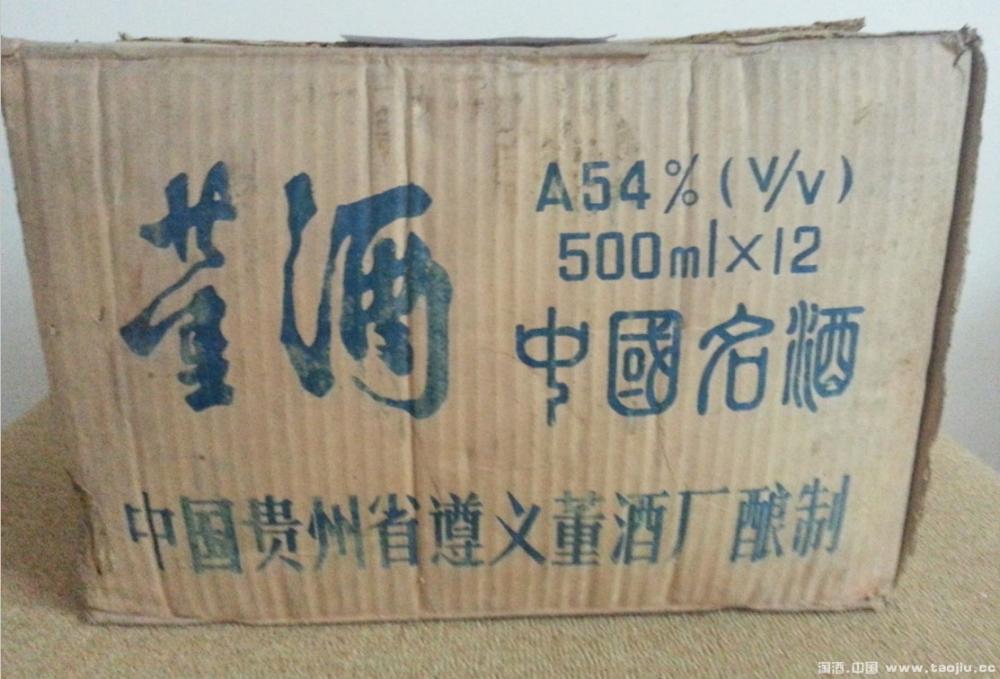 董酒
A54%(V/V)
500ml×12
中國名酒
中国贵州省遵义董酒厂酿制
淘酒.中国 www.taojiu.cc